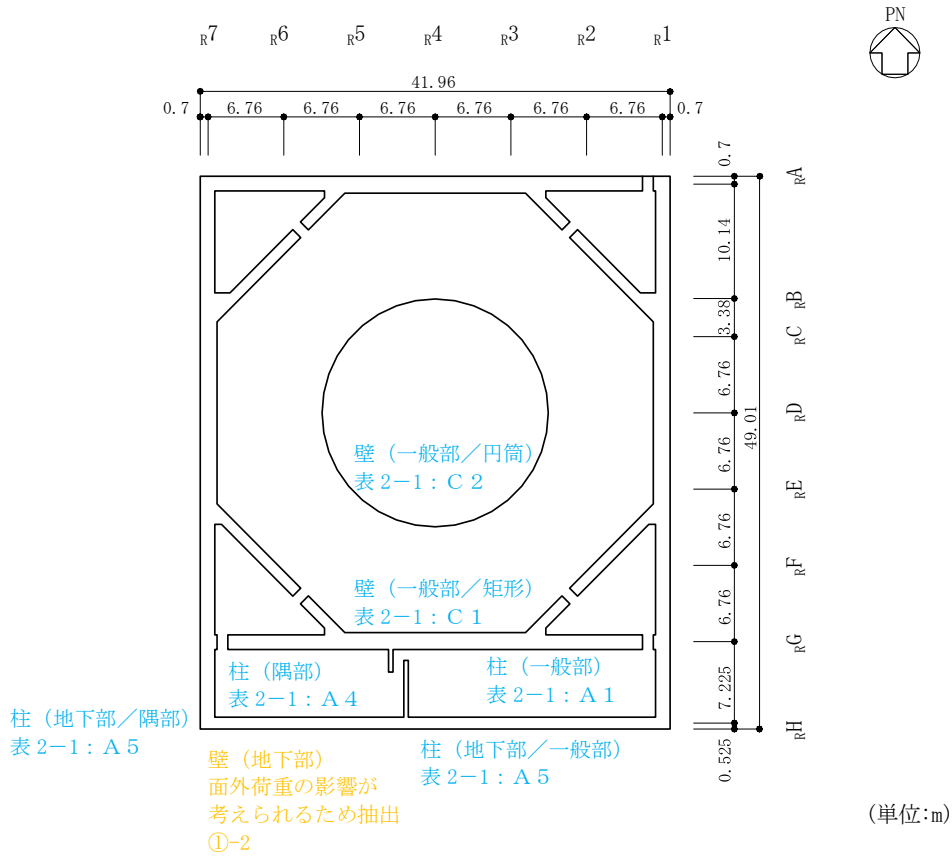 PN
R7 R6 R5 R4 R3 R2 R1
41.96
0.7 6.76 6.76 6.76 6.76 6.76 6.76 0.7
0.7
10.14
3.38
6.76
6.76
6.76
6.76
7.225
0.525
49.01
RA
RB
RC
RD
RE
RF
RG
RH
壁（一般部／円筒）
表2－1：C2
壁（一般部／矩形）
表2－1：C1
柱（隅部）
表2－1：A4
柱（一般部）
表2－1：A1
柱（地下部／隅部）
表2－1：A5
柱（地下部／一般部）
表2－1：A5
壁（地下部）
面外荷重の影響が
考えられるため抽出
①-2
(単位:m)